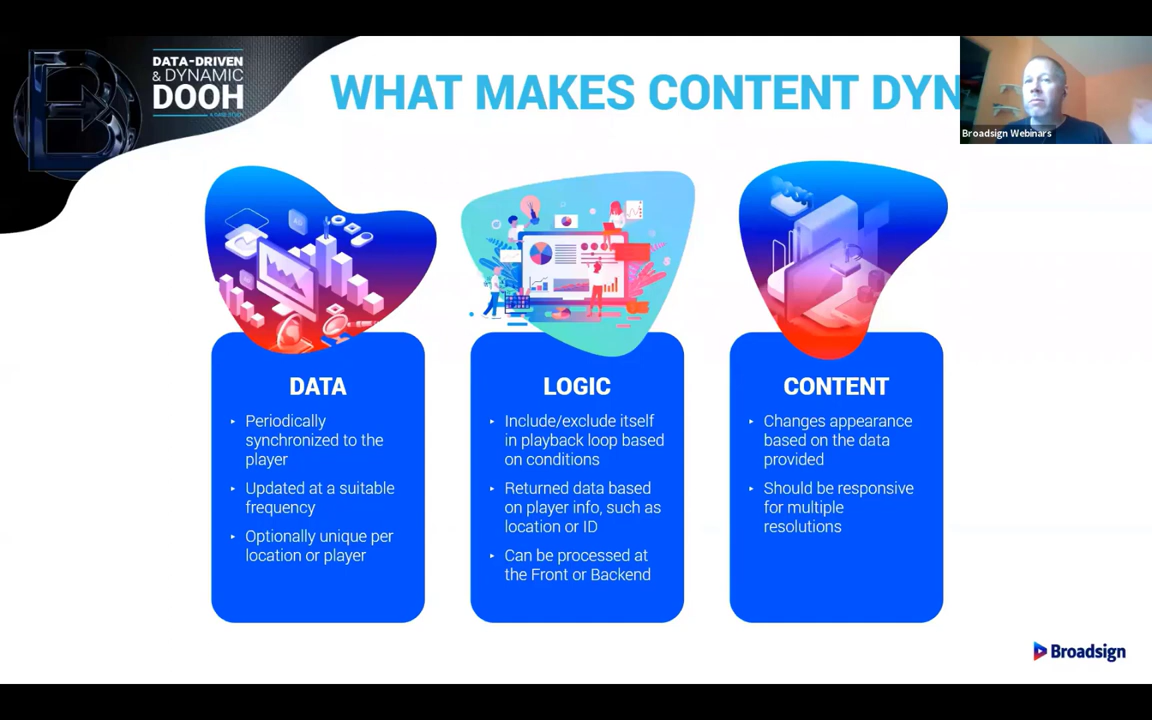 DATA-DRIVEN
& DYNAMIC
DOOH
WHAT MAKES CONTENT DYN
Broadsign Webinars
DATA
‣ Periodically
synchronized to the
player
‣ Updated at a suitable
frequency
‣ Optionally unique per
location or player
LOGIC
‣ Include/exclude itself
in playback loop based
on conditions
‣ Returned data based
on player info, such as
location or ID
‣ Can be processed at
the Front or Backend
CONTENT
‣ Changes appearance
based on the data
provided
‣ Should be responsive
for multiple
resolutions
Broadsign